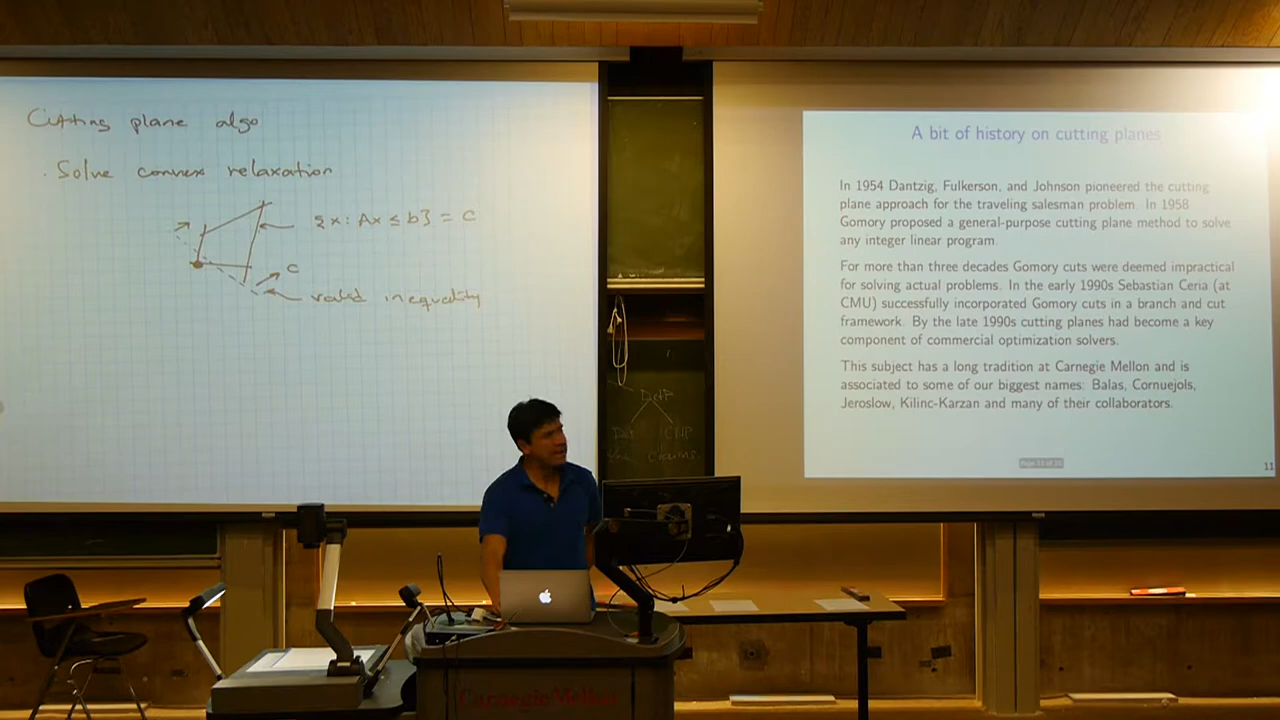 Cutting plane algo
. Solve convex relaxation
{x: Ax ≤ b} = C
c
valid inequality
A bit of history on cutting planes
In 1954 Dantzig, Fulkerson, and Johnson pioneered the cutting
plane approach for the traveling salesman problem. In 1958
Gomory proposed a general-purpose cutting plane method to solve
any integer linear program.
For more than three decades Gomory cuts were deemed impractical
for solving actual problems. In the early 1990s Sebastian Ceria (at
CMU) successfully incorporated Gomory cuts in a branch and cut
framework. By the late 1990s cutting planes had become a key
component of commercial optimization solvers.
This subject has a long tradition at Carnegie Mellon and is
associated to some of our biggest names: Balas, Cornuejols,
Jeroslow, Kilinc-Karzan and many of their collaborators.
11
CNP
claims.
Carnegie Mellon